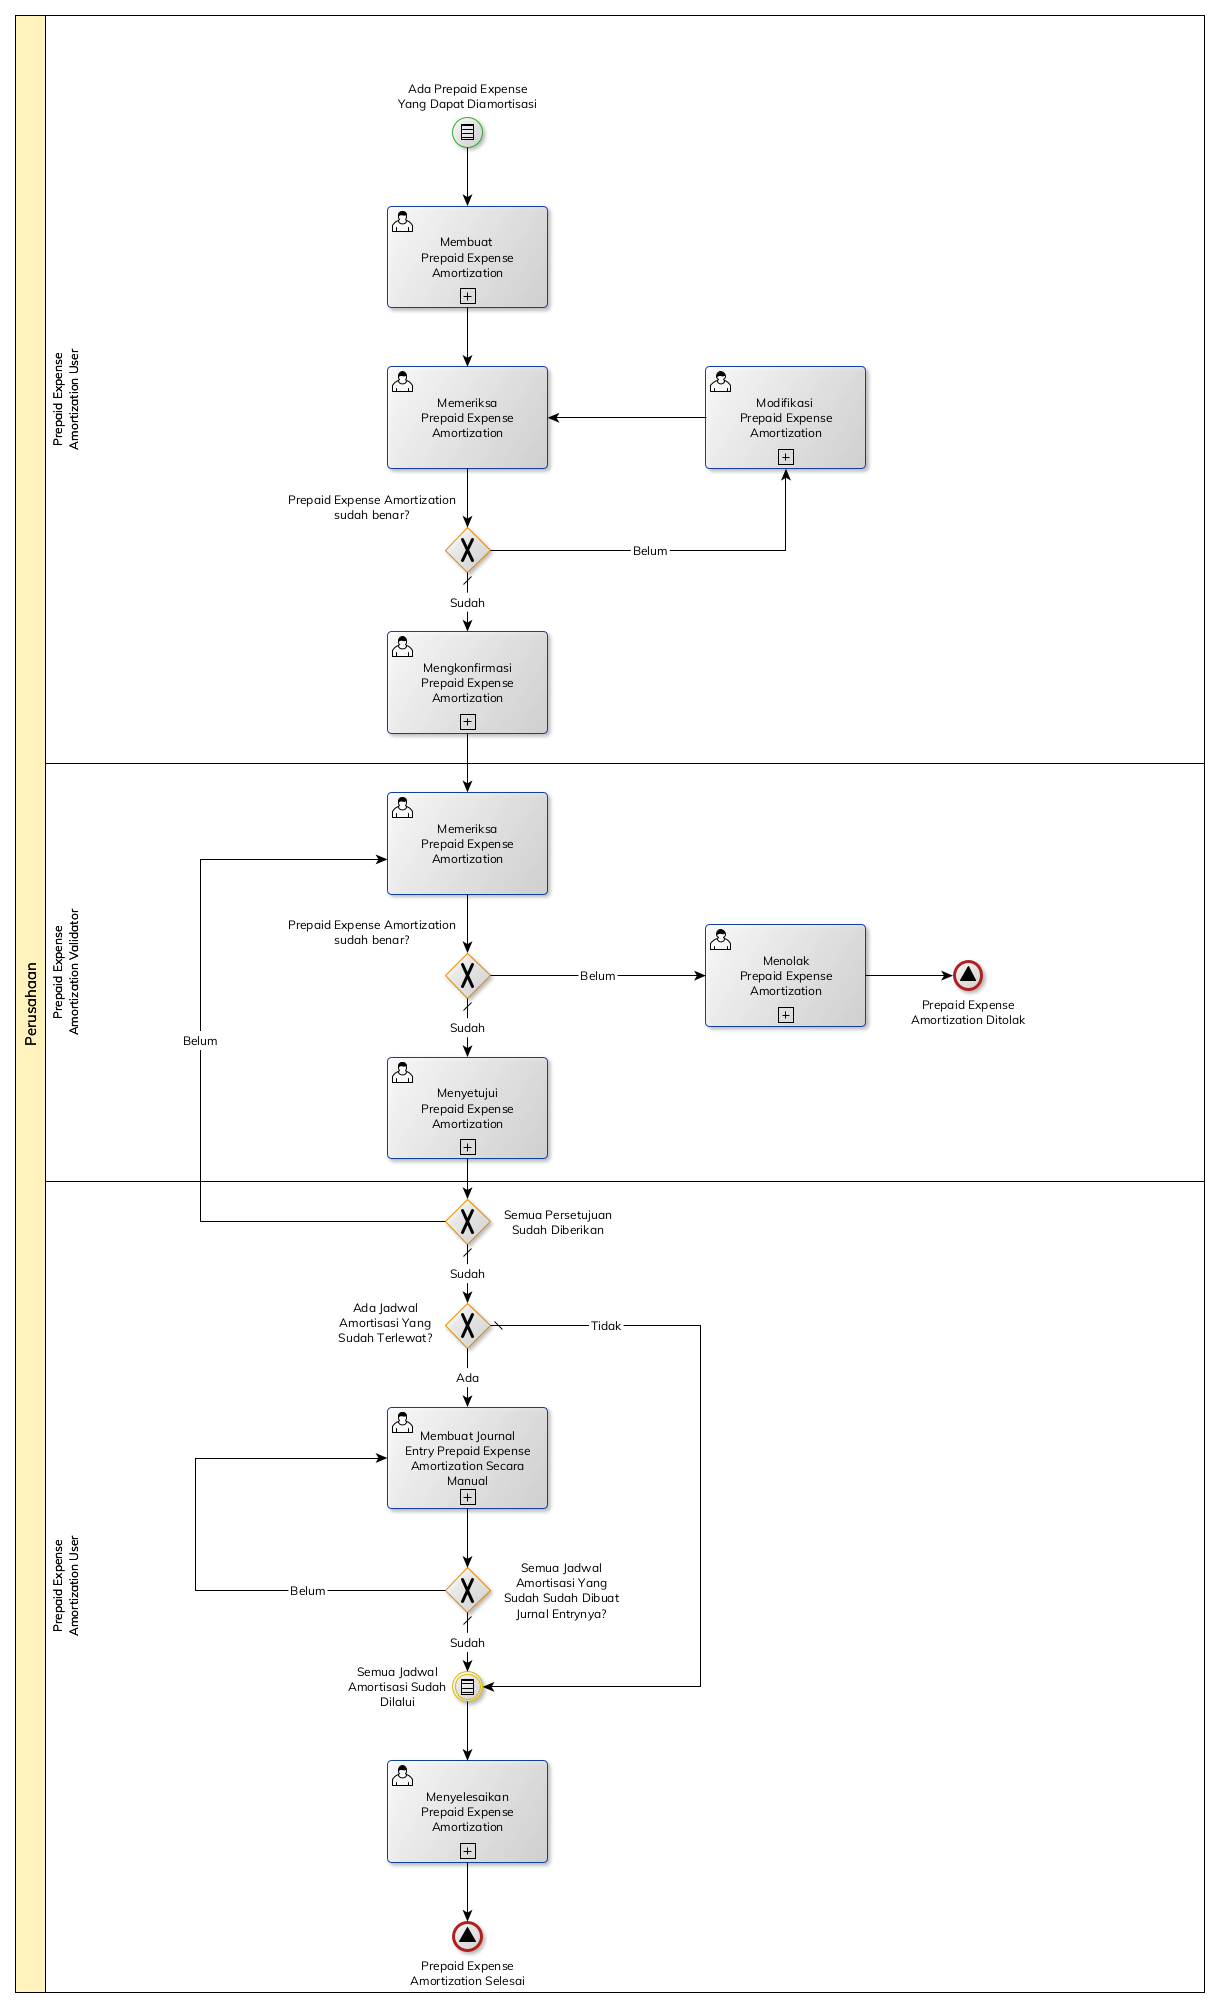 Perusahaan
Prepaid Expense
Amortization User
Ada Prepaid Expense
Yang Dapat Diamortisasi
Membuat
Prepaid Expense
Amortization
Memeriksa
Prepaid Expense
Amortization
Modifikasi
Prepaid Expense
Amortization
Prepaid Expense Amortization
sudah benar?
Belum
Sudah
Mengkonfirmasi
Prepaid Expense
Amortization
Prepaid Expense
Amortization Validator
Memeriksa
Prepaid Expense
Amortization
Prepaid Expense Amortization
sudah benar?
Belum
Menolak
Prepaid Expense
Amortization
Prepaid Expense
Amortization Ditolak
Sudah
Belum
Menyetujui
Prepaid Expense
Amortization
Prepaid Expense
Amortization User
Semua Persetujuan
Sudah Diberikan
Sudah
Ada Jadwal
Amortisasi Yang
Sudah Terlewat?
Tidak
Ada
Membuat Journal
Entry Prepaid Expense
Amortization Secara
Manual
Semua Jadwal
Amortisasi Yang
Sudah Sudah Dibuat
Jurnal Entrynya?
Belum
Sudah
Semua Jadwal
Amortisasi Sudah
Dilalui
Menyelesaikan
Prepaid Expense
Amortization
Prepaid Expense
Amortization Selesai